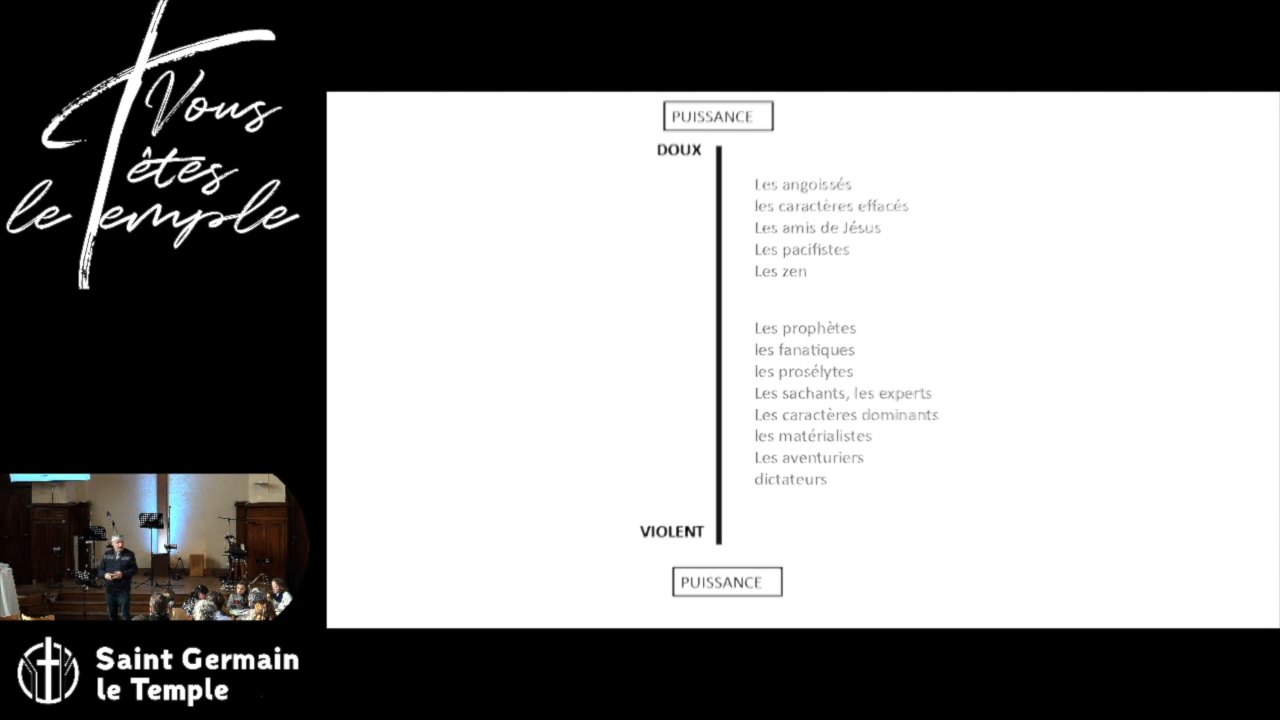 Vous
êtes
le Temple
PUISSANCE
DOUX
Les angoissés
les caractères effacés
Les amis de Jésus
Les pacifistes
Les zen
Les prophètes
les fanatiques
les prosélytes
Les sachants, les experts
Les caractères dominants
les matérialistes
Les aventuriers
dictateurs
VIOLENT
PUISSANCE
Saint Germain
le Temple